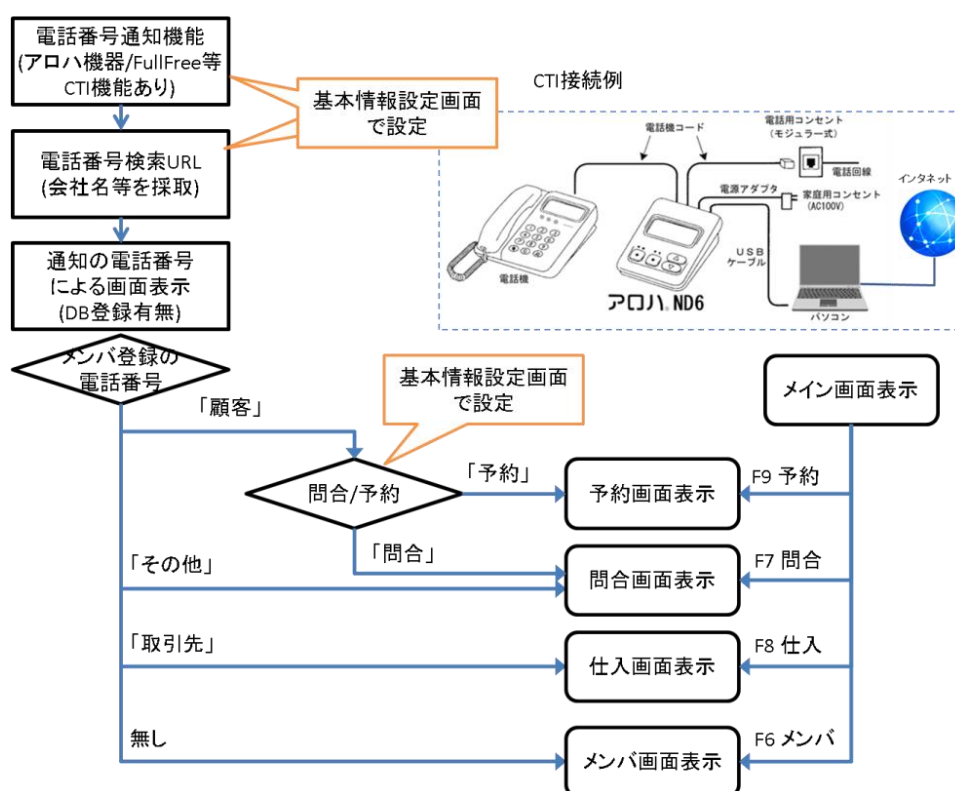 電話番号通知機能
(アロハ機器/FullFree等
CTI機能あり)
基本情報設定画面
で設定
電話番号検索URL
(会社名等を採取)
通知の電話番号
による画面表示
(DB登録有無)
CTI接続例
電話機コード
電話用コンセント
(モジュラー式)
電話回線
電源アダプタ
家庭用コンセント
(AC100V)
インタネット
USB
ケーブル
電話機
アロハ ND6
パソコン
メンバ登録の
電話番号
「顧客」
基本情報設定画面
で設定
メイン画面表示
問合/予約
「予約」
予約画面表示
F9 予約
「問合」
「その他」
問合画面表示
F7 問合
「取引先」
仕入画面表示
F8 仕入
無し
メンバ画面表示
F6 メンバ